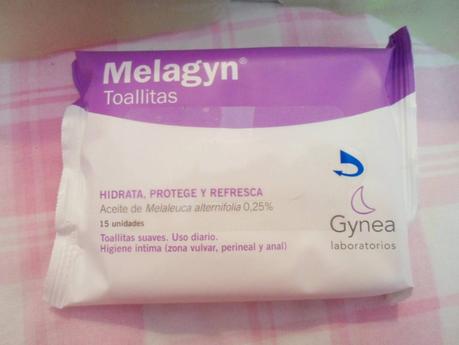 Melagyn®
Toallitas
HIDRATA, PROTEGE Y REFRESCA
Aceite de Melaleuca alternifolia 0,25%
15 unidades
Toallitas suaves. Uso diario.
Higiene íntima (zona vulvar, perineal y anal)
Gynea
laboratorios